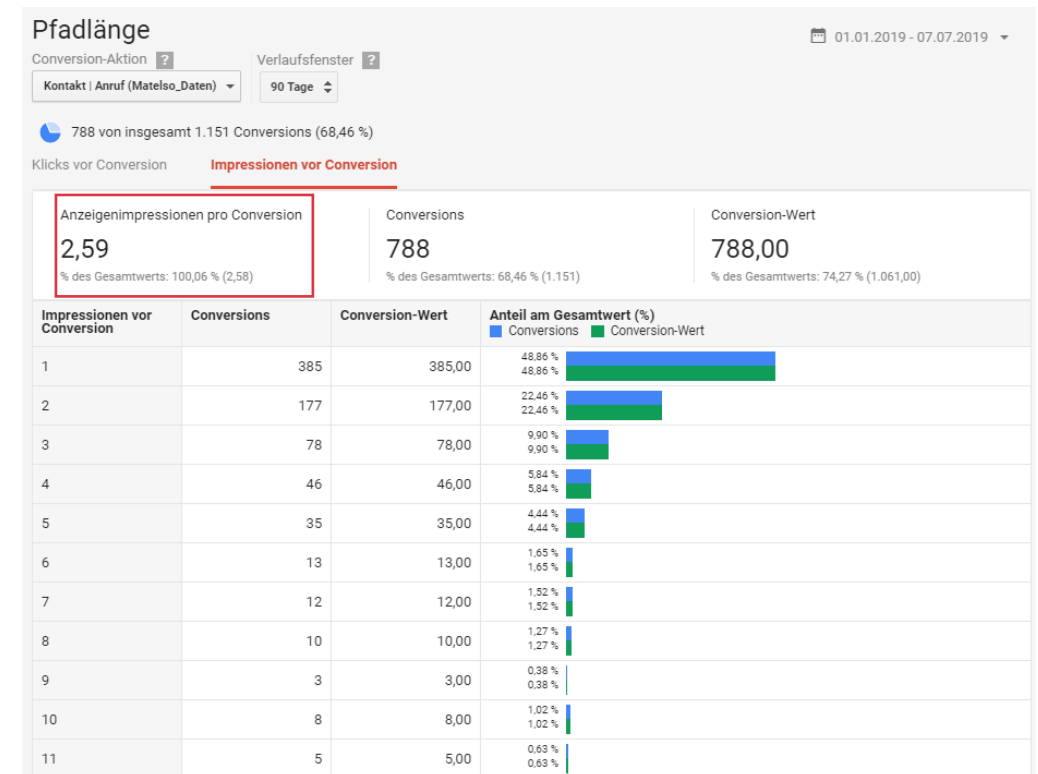 Pfadlänge
01.01.2019 - 07.07.2019
Conversion-Aktion ? Verlaufsfenster ?
Kontakt | Anruf (Matelso_Daten) 90 Tage
788 von insgesamt 1.151 Conversions (68,46 %)
Klicks vor Conversion Impressionen vor Conversion
Anzeigenimpressionen pro Conversion Conversions Conversion-Wert
2,59 788 788,00
% des Gesamtwerts: 100,06 % (2,58) % des Gesamtwerts: 68,46 % (1.151) % des Gesamtwerts: 74,27 % (1.061,00)
Impressionen vor Conversion Conversions Conversion-Wert Anteil am Gesamtwert (%)
Conversions Conversion-Wert
1 385 385,00 48,86 %
48,86 %
2 177 177,00 22,46 %
22,46 %
3 78 78,00 9,90 %
9,90 %
4 46 46,00 5,84 %
5,84 %
5 35 35,00 4,44 %
4,44 %
6 13 13,00 1,65 %
1,65 %
7 12 12,00 1,52 %
1,52 %
8 10 10,00 1,27 %
1,27 %
9 3 3,00 0,38 %
0,38 %
10 8 8,00 1,02 %
1,02 %
11 5 5,00 0,63 %
0,63 %